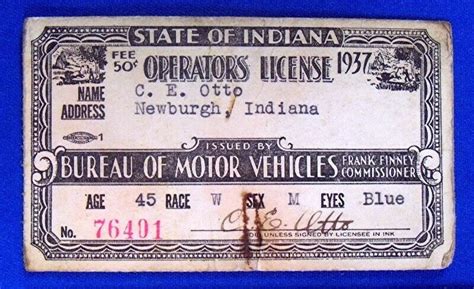 STATE OF INDIANA
FEE 50¢ OPERATORS LICENSE 1937
NAME C. E. Otto
ADDRESS Newburgh, Indiana
1
ISSUED BY
BUREAU OF MOTOR VEHICLES FRANK FINNEY COMMISSIONER
AGE 45 RACE W SEX M EYES Blue
No. 76401 C. E. Otto
UNLESS SIGNED BY LICENSEE IN INK